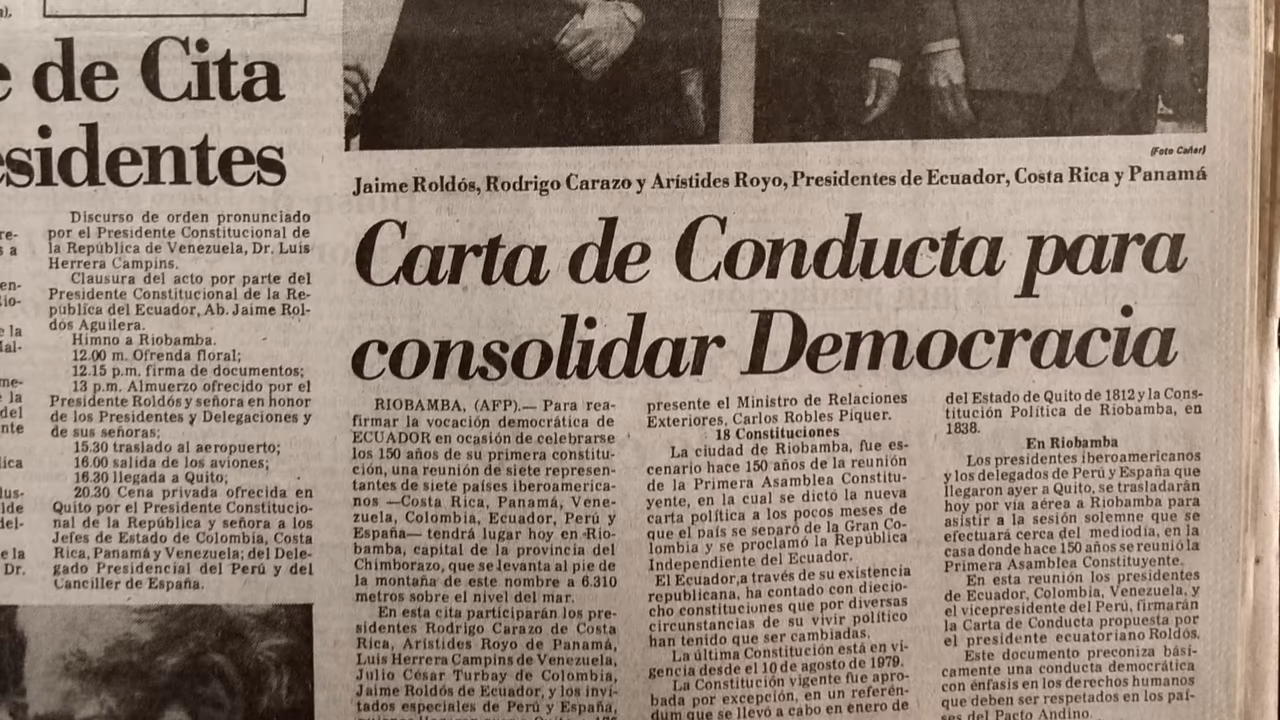 de Cita
Discurso de orden pronunciado
por el Presidente Constitucional de
la República de Venezuela, Dr. Luis
Herrera Campins.
Clausura del acto por parte del
Presidente Constitucional de la Re-
pública del Ecuador, Ab. Jaime Rol-
dós Aguilera.
Himno a Riobamba.
12.00 m. Ofrenda floral;
12.15 p.m. firma de documentos;
13 p.m. Almuerzo ofrecido por el
Presidente Roldós y señora en honor
de los Presidentes y Delegaciones y
de sus señoras;
15.30 traslado al aeropuerto;
16.00 salida de los aviones;
16.30 llegada a Quito;
20.30 Cena privada ofrecida en
Quito por el Presidente Constitucio-
nal de la República y señora a los
Jefes de Estado de Colombia, Costa
Rica, Panamá y Venezuela; del Dele-
gado Presidencial del Perú y del
Canciller de España.
(Foto Cañar)
Jaime Roldós, Rodrigo Carazo y Arístides Royo, Presidentes de Ecuador, Costa Rica y Panamá
Carta de Conducta para
consolidar Democracia
RIOBAMBA, (AFP).— Para rea-
firmar la vocación democrática de
ECUADOR en ocasión de celebrarse
los 150 años de su primera constitu-
ción, una reunión de siete represen-
tantes de siete países iberoamerica-
nos —Costa Rica, Panamá, Vene-
zuela, Colombia, Ecuador, Perú y
España— tendrá lugar hoy en Rio-
bamba, capital de la provincia del
Chimborazo, que se levanta al pie de
la montaña de este nombre a 6.310
metros sobre el nivel del mar.
En esta cita participarán los pre-
sidentes Rodrigo Carazo de Costa
Rica, Arístides Royo de Panamá,
Luis Herrera Campins de Venezuela,
Julio César Turbay de Colombia,
Jaime Roldós de Ecuador, y los invi-
tados especiales de Perú y España,
presente el Ministro de Relaciones
Exteriores, Carlos Robles Piquer.
18 Constituciones
La ciudad de Riobamba, fue es-
cenario hace 150 años de la reunión
de la Primera Asamblea Constitu-
yente, en la cual se dictó la nueva
carta política a los pocos meses de
que el país se separó de la Gran Co-
lombia y se proclamó la República
Independiente del Ecuador.
El Ecuador,a través de su existencia
republicana, ha contado con diecio-
cho constituciones que por diversas
circunstancias de su vivir político
han tenido que ser cambiadas.
La última Constitución está en vi-
gencia desde el 10 de agosto de 1979.
La Constitución vigente fue apro-
bada por excepción, en un referén-
dum que se llevó a cabo en enero de
del Estado de Quito de 1812 y la Cons-
titución Política de Riobamba, en
1838.
En Riobamba
Los presidentes iberoamericanos
y los delegados de Perú y España que
llegaron ayer a Quito, se trasladarán
hoy por vía aérea a Riobamba para
asistir a la sesión solemne que se
efectuará cerca del mediodía, en la
casa donde hace 150 años se reunió la
Primera Asamblea Constituyente.
En esta reunión los presidentes
de Ecuador, Colombia, Venezuela, y
el vicepresidente del Perú, firmarán
la Carta de Conducta propuesta por
el presidente ecuatoriano Roldós.
Este documento preconiza bási-
camente una conducta democrática
con énfasis en los derechos humanos
que deben ser respetados en los paí-
ses del Pacto Andino.